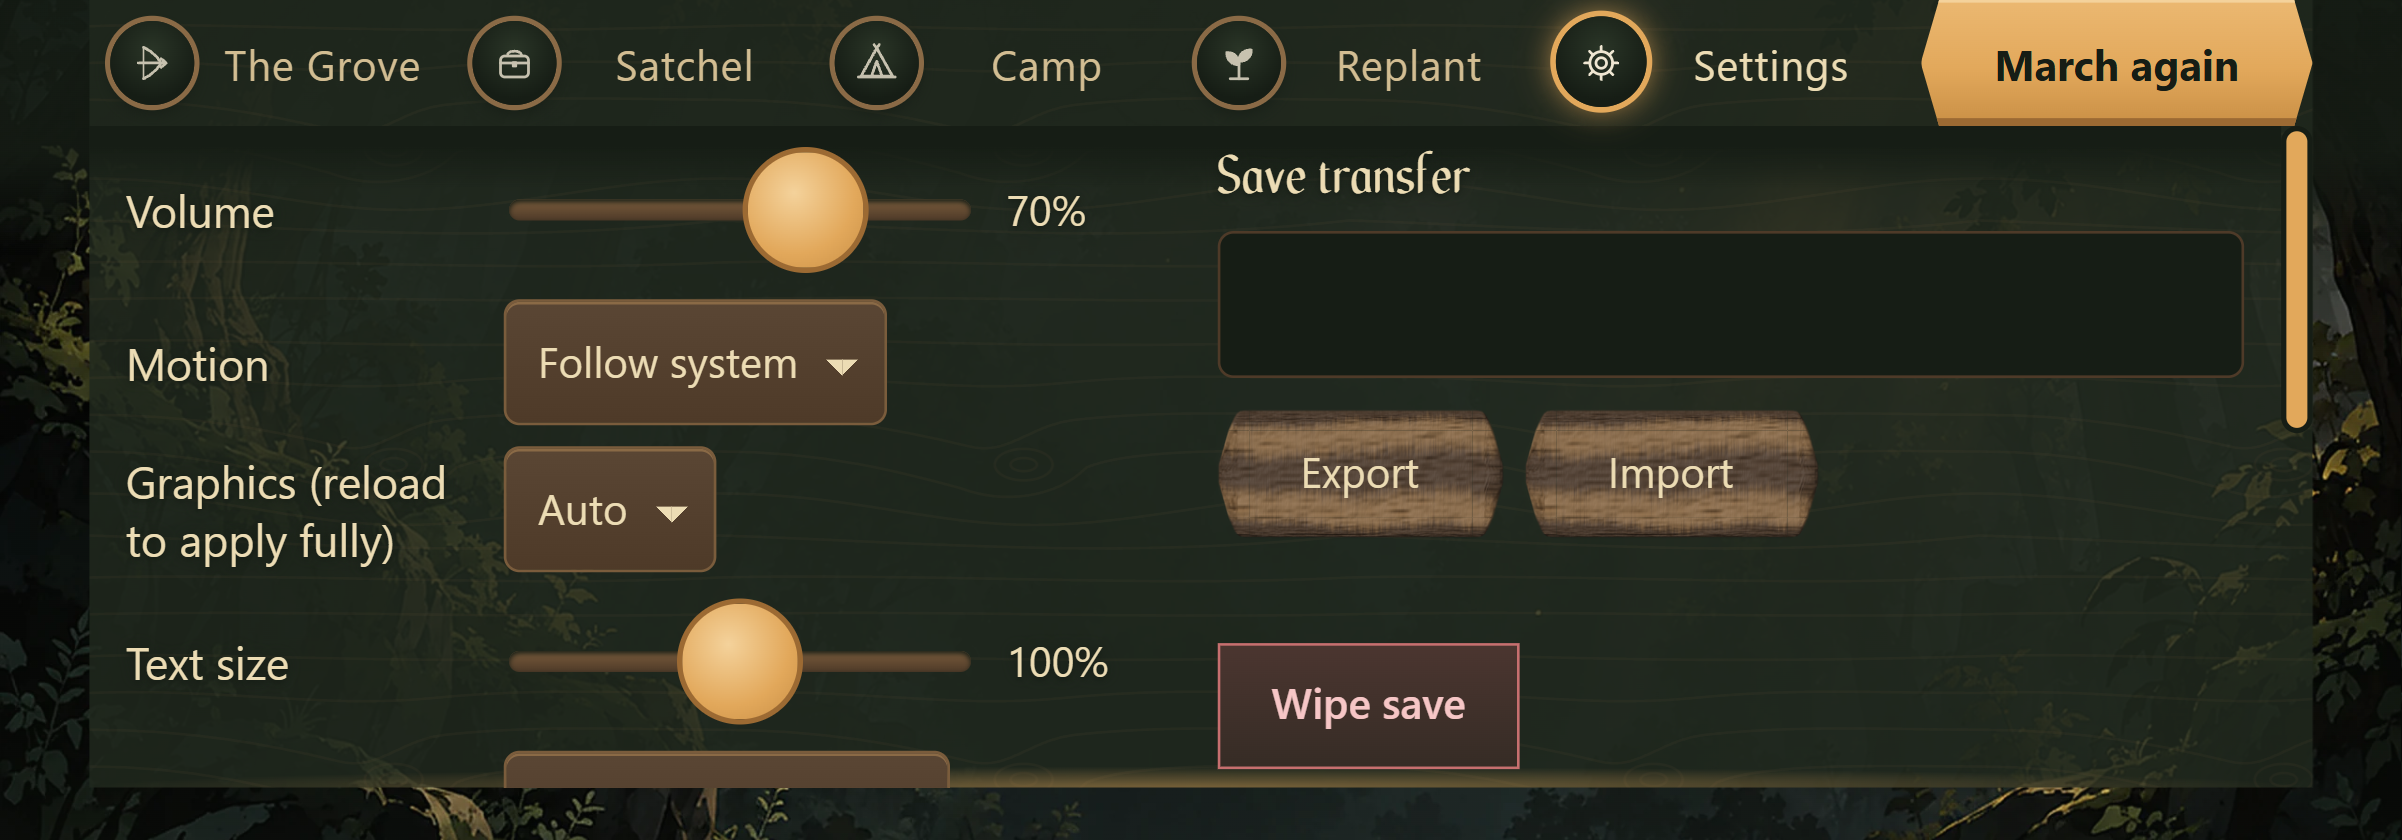 The Grove
Satchel
Camp
Replant
Settings
March again
Volume
70%
Motion
Follow system
Graphics (reload
to apply fully)
Auto
Text size
100%
Save transfer
Export
Import
Wipe save